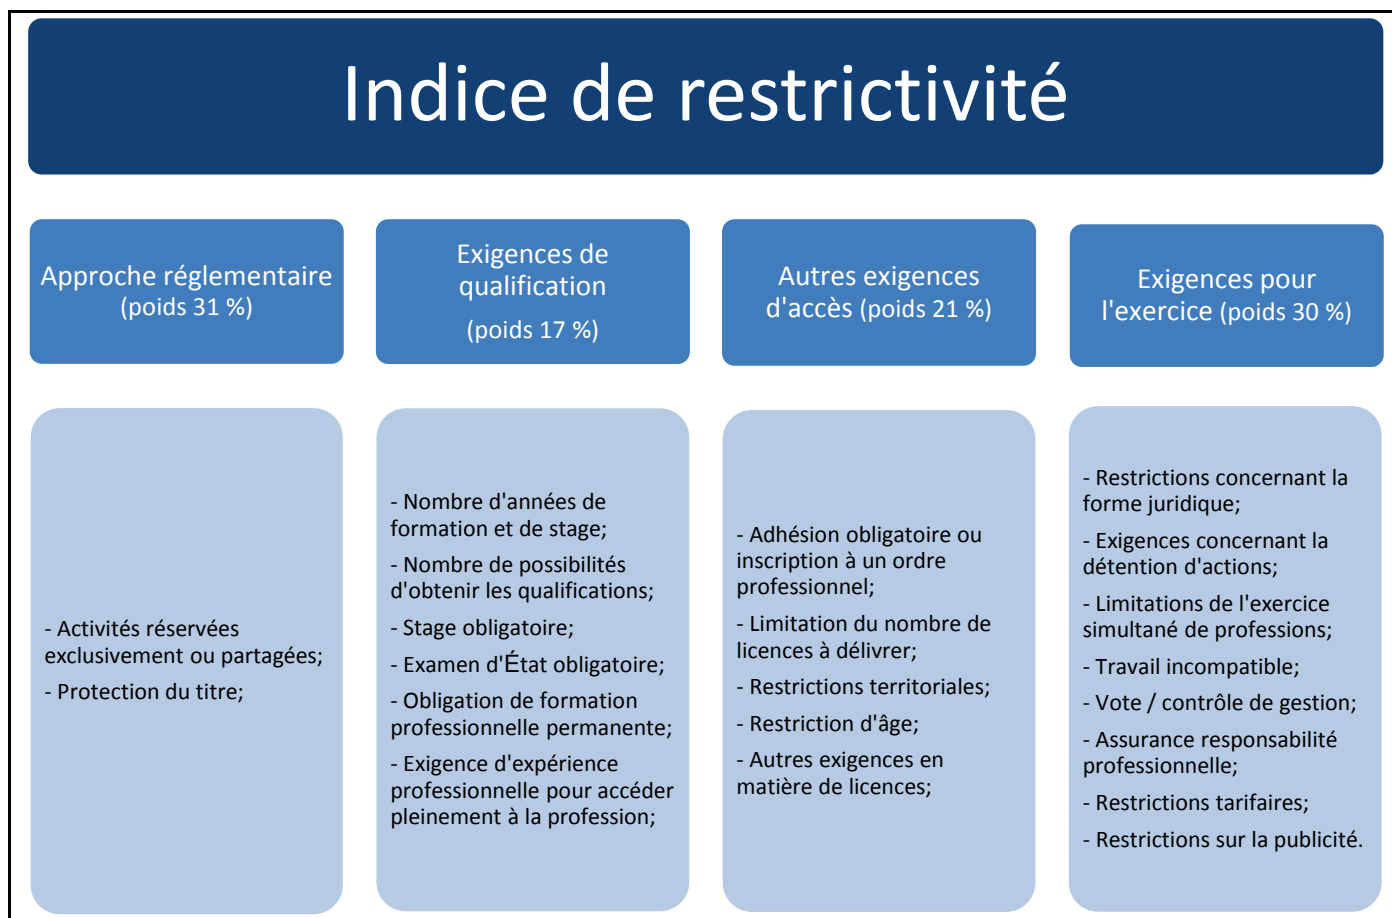 Indice de restrictivité
Approche réglementaire
(poids 31 %)
Exigences de
qualification
(poids 17 %)
Autres exigences
d'accès (poids 21 %)
Exigences pour
l'exercice (poids 30 %)
- Activités réservées
exclusivement ou partagées;
- Protection du titre;
- Nombre d'années de
formation et de stage;
- Nombre de possibilités
d'obtenir les qualifications;
- Stage obligatoire;
- Examen d'État obligatoire;
- Obligation de formation
professionnelle permanente;
- Exigence d'expérience
professionnelle pour accéder
pleinement à la profession;
- Adhésion obligatoire ou
inscription à un ordre
professionnel;
- Limitation du nombre de
licences à délivrer;
- Restrictions territoriales;
- Restriction d'âge;
- Autres exigences en
matière de licences;
- Restrictions concernant la
forme juridique;
- Exigences concernant la
détention d'actions;
- Limitations de l'exercice
simultané de professions;
- Travail incompatible;
- Vote / contrôle de gestion;
- Assurance responsabilité
professionnelle;
- Restrictions tarifaires;
- Restrictions sur la publicité.